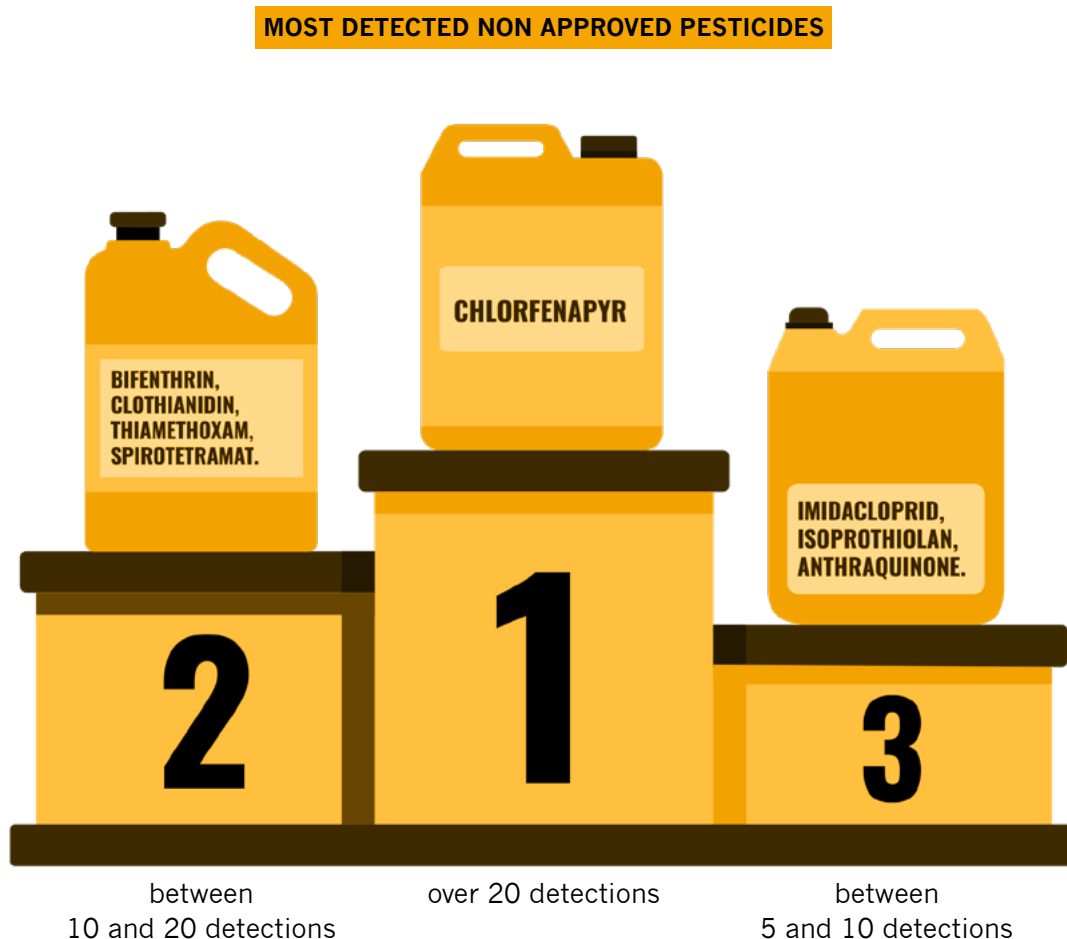 MOST DETECTED NON APPROVED PESTICIDES
BIFENTHRIN,
CLOTHIANIDIN,
THIAMETHOXAM,
SPIROTETRAMAT.
CHLORFENAPYR
IMIDACLOPRID,
ISOPROTHIOLAN,
ANTHRAQUINONE.
2
1
3
between
10 and 20 detections
over 20 detections
between
5 and 10 detections